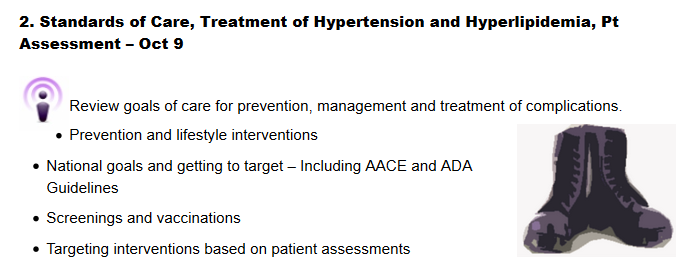 2. Standards of Care, Treatment of Hypertension and Hyperlipidemia, Pt
Assessment – Oct 9
Review goals of care for prevention, management and treatment of complications.
• Prevention and lifestyle interventions
• National goals and getting to target – Including AACE and ADA
Guidelines
• Screenings and vaccinations
• Targeting interventions based on patient assessments